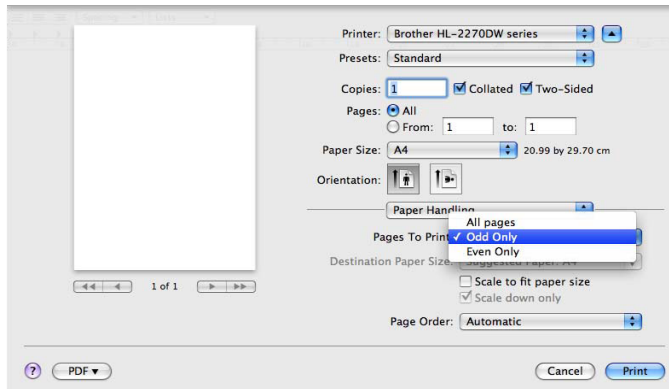 Printer: Brother HL-2270DW series
Presets: Standard
Copies: 1 Collated Two-Sided
Pages: All
From: 1 to: 1
Paper Size: A4 20.99 by 29.70 cm
Orientation:
Paper Handling
All pages
Pages To Print ✓ Odd Only
Even Only
Destination Paper Size: Suggested Paper: A4
1 of 1
Scale to fit paper size
Scale down only
Page Order: Automatic
? PDF ▾ Cancel Print